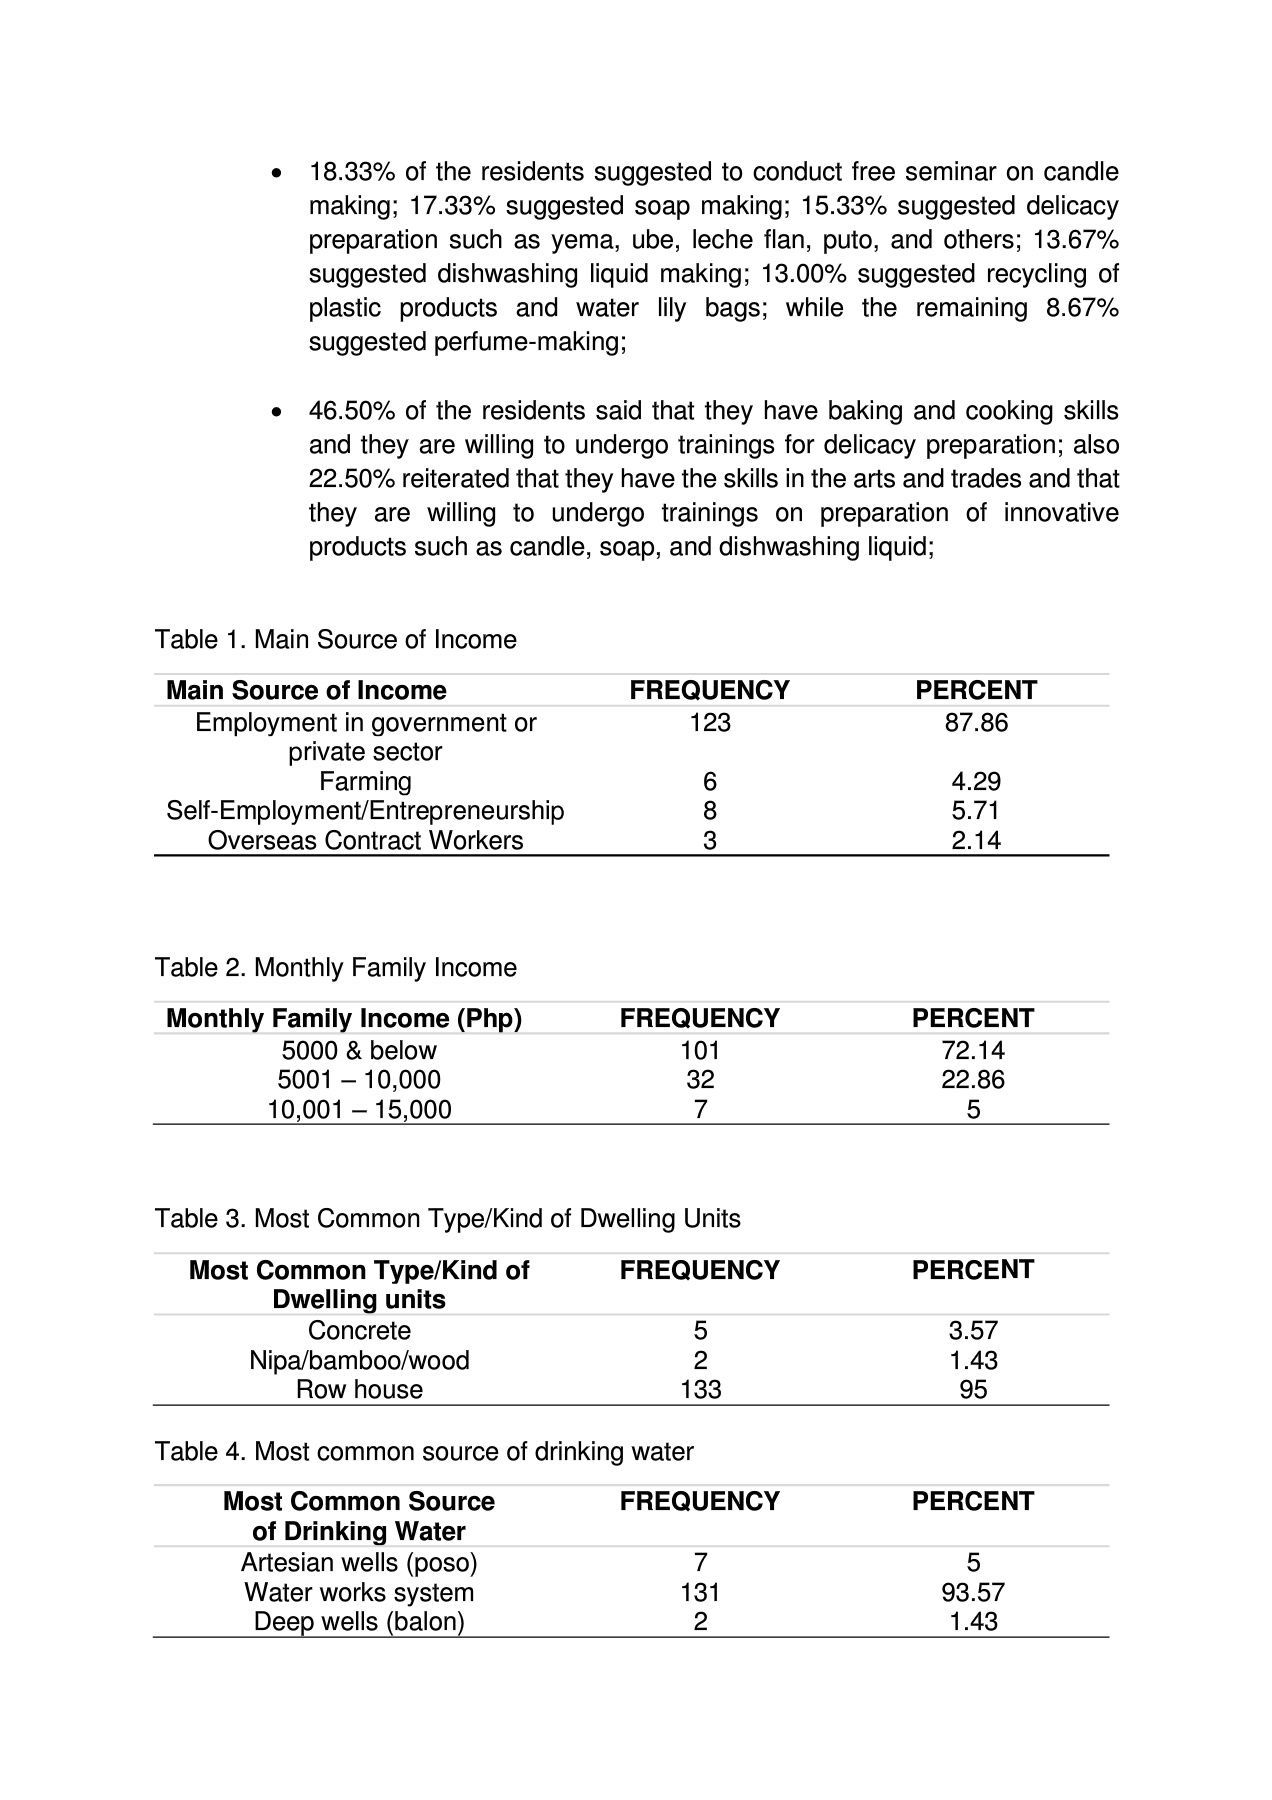 • 18.33% of the residents suggested to conduct free seminar on candle
making; 17.33% suggested soap making; 15.33% suggested delicacy
preparation such as yema, ube, leche flan, puto, and others; 13.67%
suggested dishwashing liquid making; 13.00% suggested recycling of
plastic products and water lily bags; while the remaining 8.67%
suggested perfume-making;
• 46.50% of the residents said that they have baking and cooking skills
and they are willing to undergo trainings for delicacy preparation; also
22.50% reiterated that they have the skills in the arts and trades and that
they are willing to undergo trainings on preparation of innovative
products such as candle, soap, and dishwashing liquid;
Table 1. Main Source of Income
Main Source of Income FREQUENCY PERCENT
Employment in government or 123 87.86
private sector
Farming 6 4.29
Self-Employment/Entrepreneurship 8 5.71
Overseas Contract Workers 3 2.14
Table 2. Monthly Family Income
Monthly Family Income (Php) FREQUENCY PERCENT
5000 & below 101 72.14
5001 – 10,000 32 22.86
10,001 – 15,000 7 5
Table 3. Most Common Type/Kind of Dwelling Units
Most Common Type/Kind of FREQUENCY PERCENT
Dwelling units
Concrete 5 3.57
Nipa/bamboo/wood 2 1.43
Row house 133 95
Table 4. Most common source of drinking water
Most Common Source FREQUENCY PERCENT
of Drinking Water
Artesian wells (poso) 7 5
Water works system 131 93.57
Deep wells (balon) 2 1.43